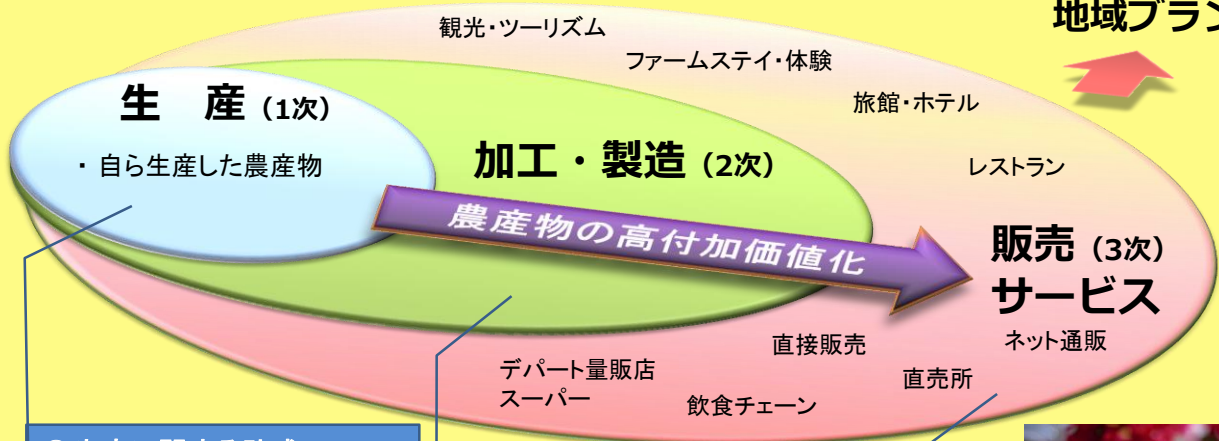 地域ブラン
観光・ツーリズム
ファームステイ・体験
旅館・ホテル
レストラン
生　産（1次）
・ 自ら生産した農産物
加工・製造（2次）
農産物の高付加価値化
販売（3次）
サービス
ネット通販
直接販売
直売所
デパート量販店
スーパー
飲食チェーン